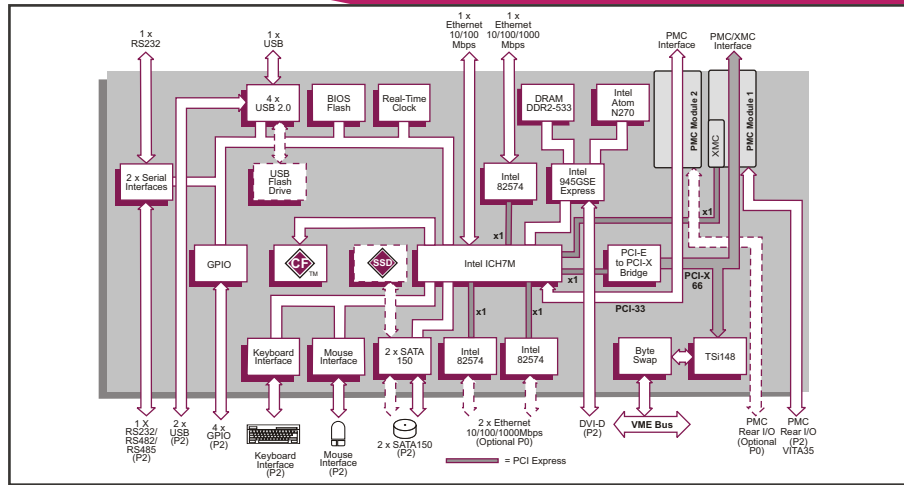 1 x
RS232
1 x
USB
1 x
Ethernet
10/100
Mbps
1 x
Ethernet
10/100/1000
Mbps
PMC
Interface
PMC/XMC
Interface
4 x
USB 2.0
BIOS
Flash
Real-Time
Clock
DRAM
DDR2-533
Intel
Atom
N270
PMC Module 2
XMC
PMC Module 1
2 x Serial
Interfaces
USB
Flash
Drive
Intel
82574
Intel
945GSE
Express
x1
x1
GPIO
CF
TM
SSD
Intel ICH7M
x1
PCI-E
to PCI-X
Bridge
PCI-X
66
PCI-33
x1
x1
Keyboard
Interface
Mouse
Interface
2 x SATA
150
Intel
82574
Intel
82574
Byte
Swap
TSi148
1 X
RS232/
RS482/
RS485
(P2)
2 x
USB
(P2)
4 x
GPIO
(P2)
Keyboard
Interface
(P2)
Mouse
Interface
(P2)
2 x SATA150
(P2)
2 x Ethernet
10/100/1000Mbps
(Optional P0)
DVI-D
(P2)
VME Bus
PMC
Rear I/O
(Optional
P0)
PMC
Rear I/O
(P2)
VITA35
= PCI Express